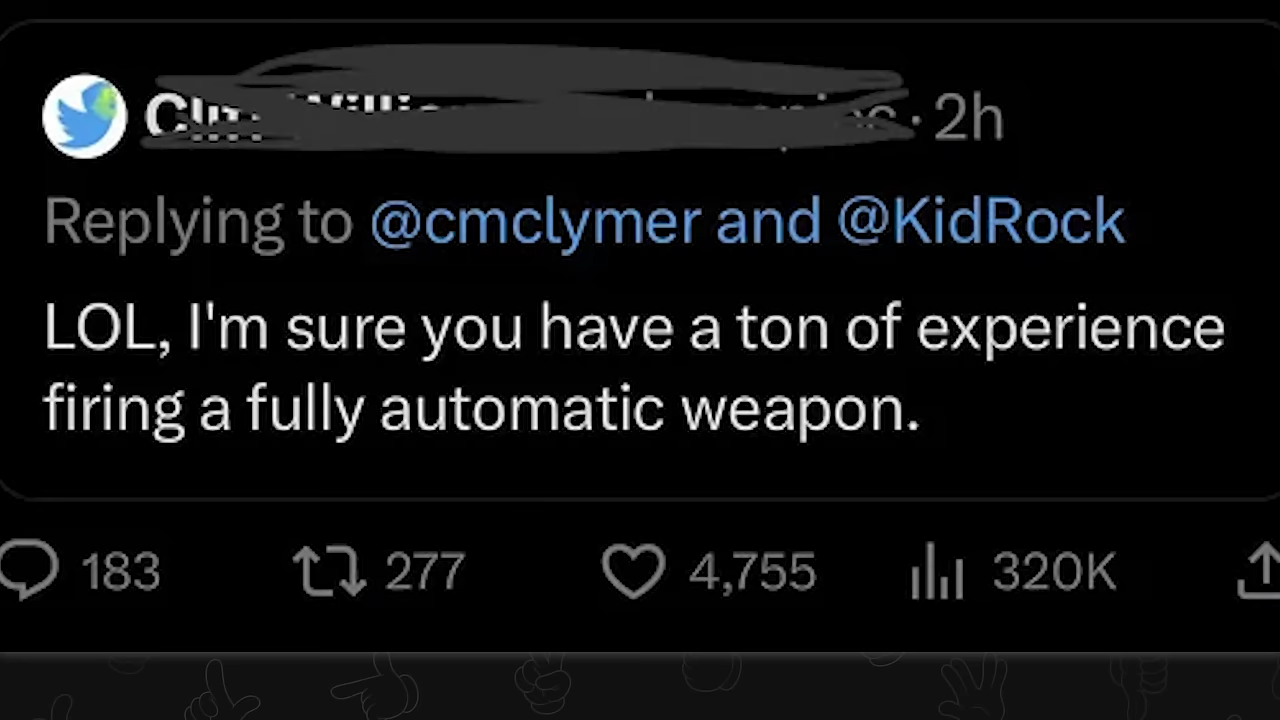 · 2h
Replying to @cmclymer and @KidRock
LOL, I'm sure you have a ton of experience
firing a fully automatic weapon.
183 277 4,755 320K